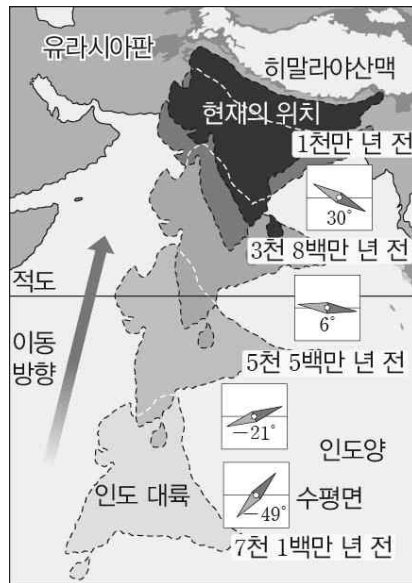 유라시아판
히말라야산맥
현재의 위치
1천만 년 전
30°
3천 8백만 년 전
적도
6°
이동
방향
5천 5백만 년 전
-21°
인도양
인도 대륙
-49°
수평면
7천 1백만 년 전